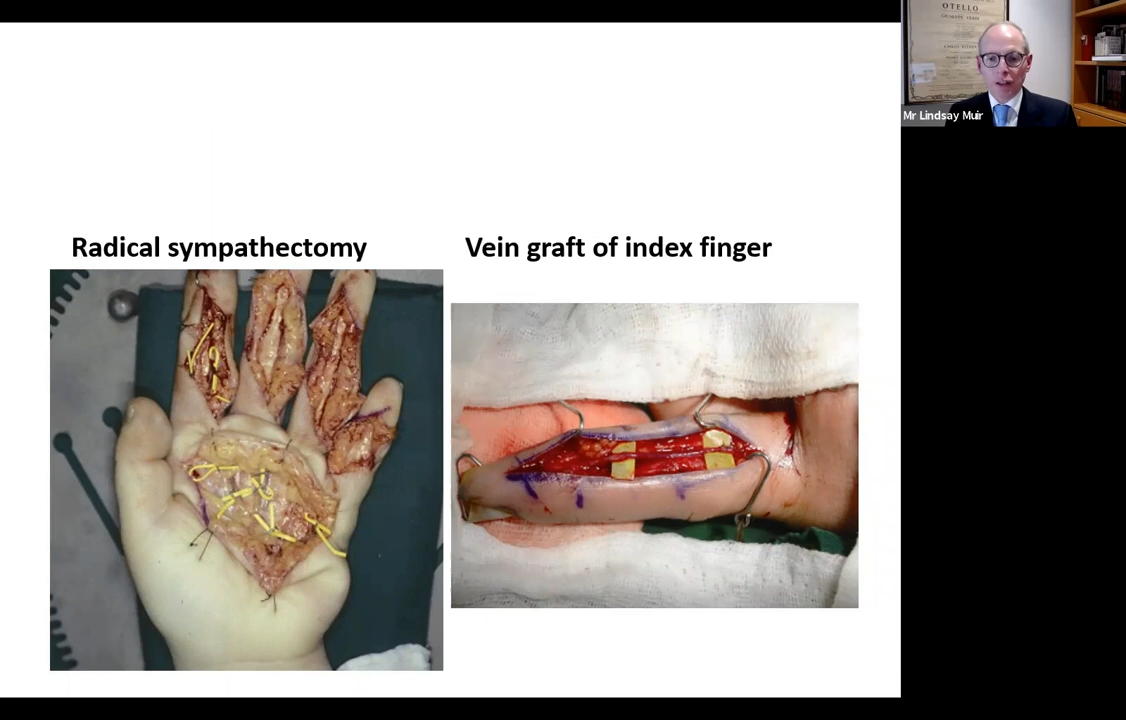 OTELLO
Mr Lindsay Muir
Radical sympathectomy
Vein graft of index finger